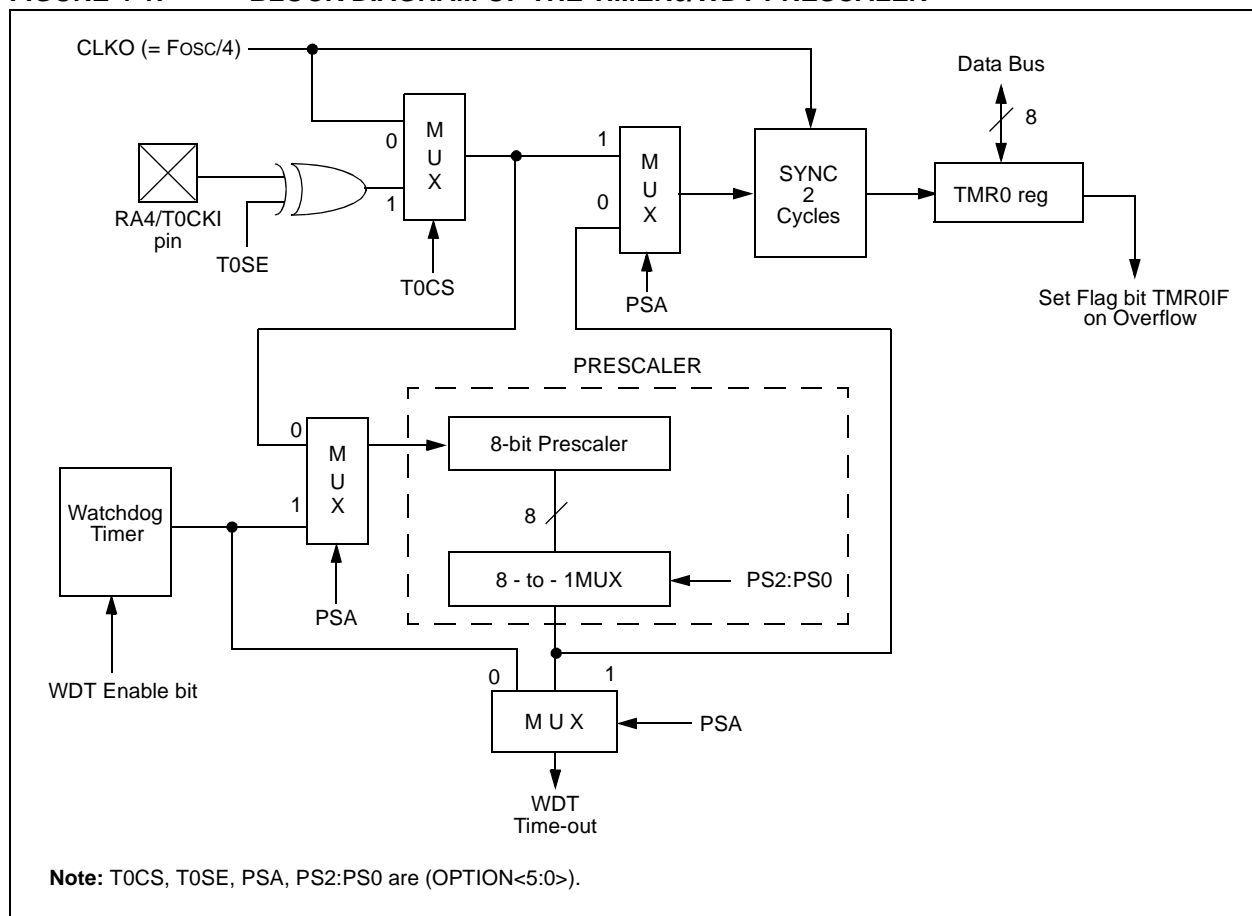 CLKO (= FOSC/4)
Data Bus
8
M
U
X
0
1
RA4/T0CKI
pin
T0SE
T0CS
1
0
M
U
X
PSA
SYNC
2
Cycles
TMR0 reg
Set Flag bit TMR0IF
on Overflow
PRESCALER
0
1
M
U
X
8-bit Prescaler
Watchdog
Timer
8
8 - to - 1MUX
PS2:PS0
PSA
WDT Enable bit
0
1
M U X
PSA
WDT
Time-out
Note: T0CS, T0SE, PSA, PS2:PS0 are (OPTION<5:0>).